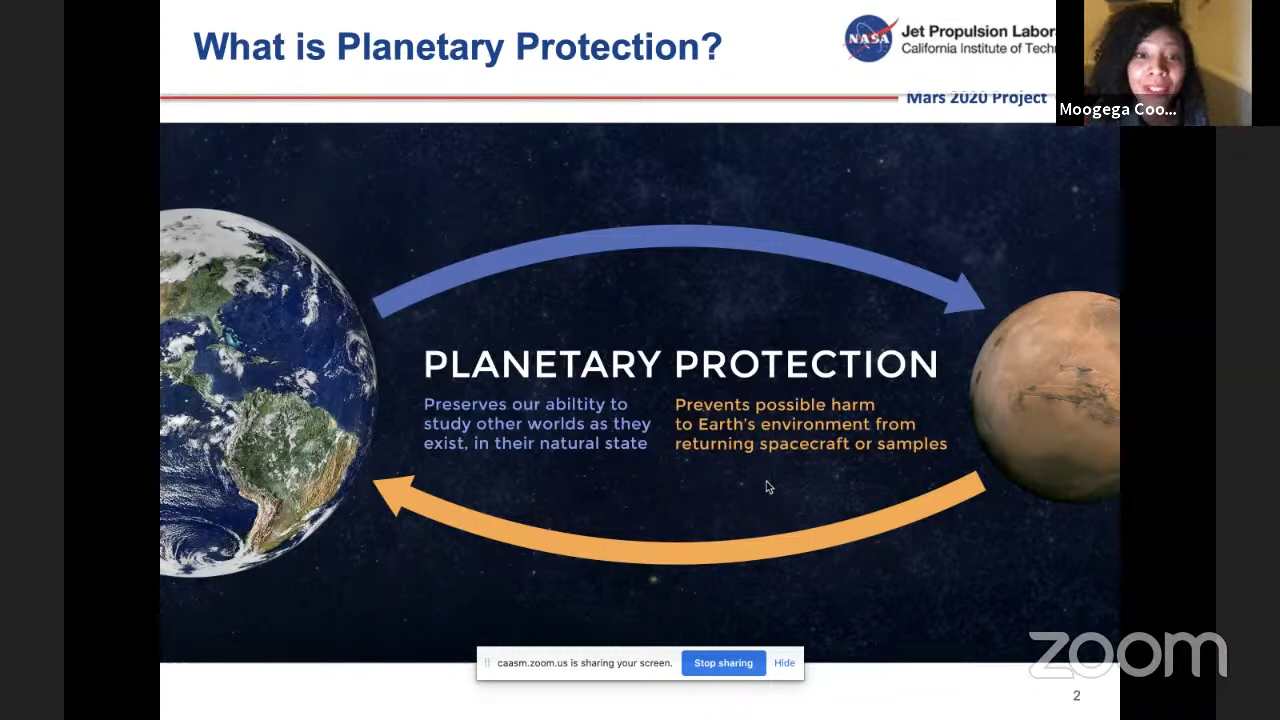 What is Planetary Protection?
NASA
Jet Propulsion Labor
California Institute of Techn
Mars 2020 Project
Moogega Coo...
PLANETARY PROTECTION
Preserves our abiltity to
study other worlds as they
exist, in their natural state
Prevents possible harm
to Earth's environment from
returning spacecraft or samples
caasm.zoom.us is sharing your screen.
Stop sharing
Hide
zoom
2